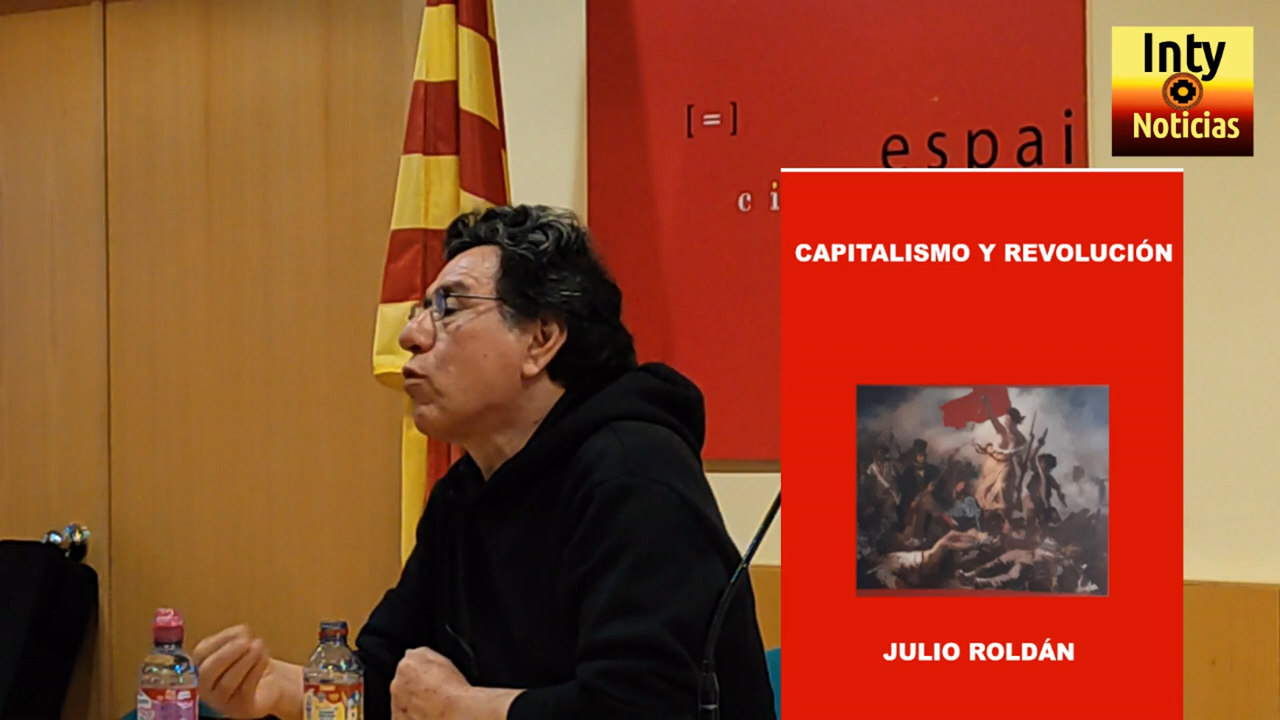 Inty
Noticias
[=]
espai
c i
CAPITALISMO Y REVOLUCIÓN
JULIO ROLDÁN